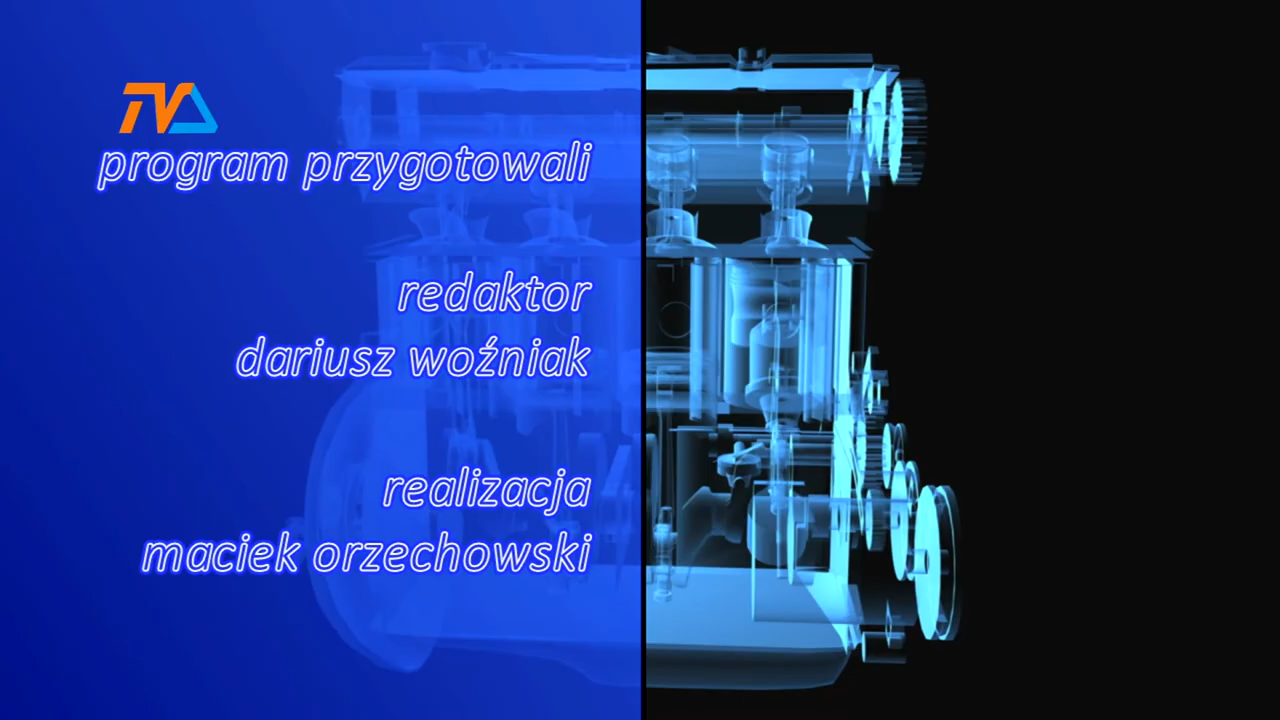 TVA
program przygotowali
redaktor
dariusz woźniak
realizacja
maciek orzechowski